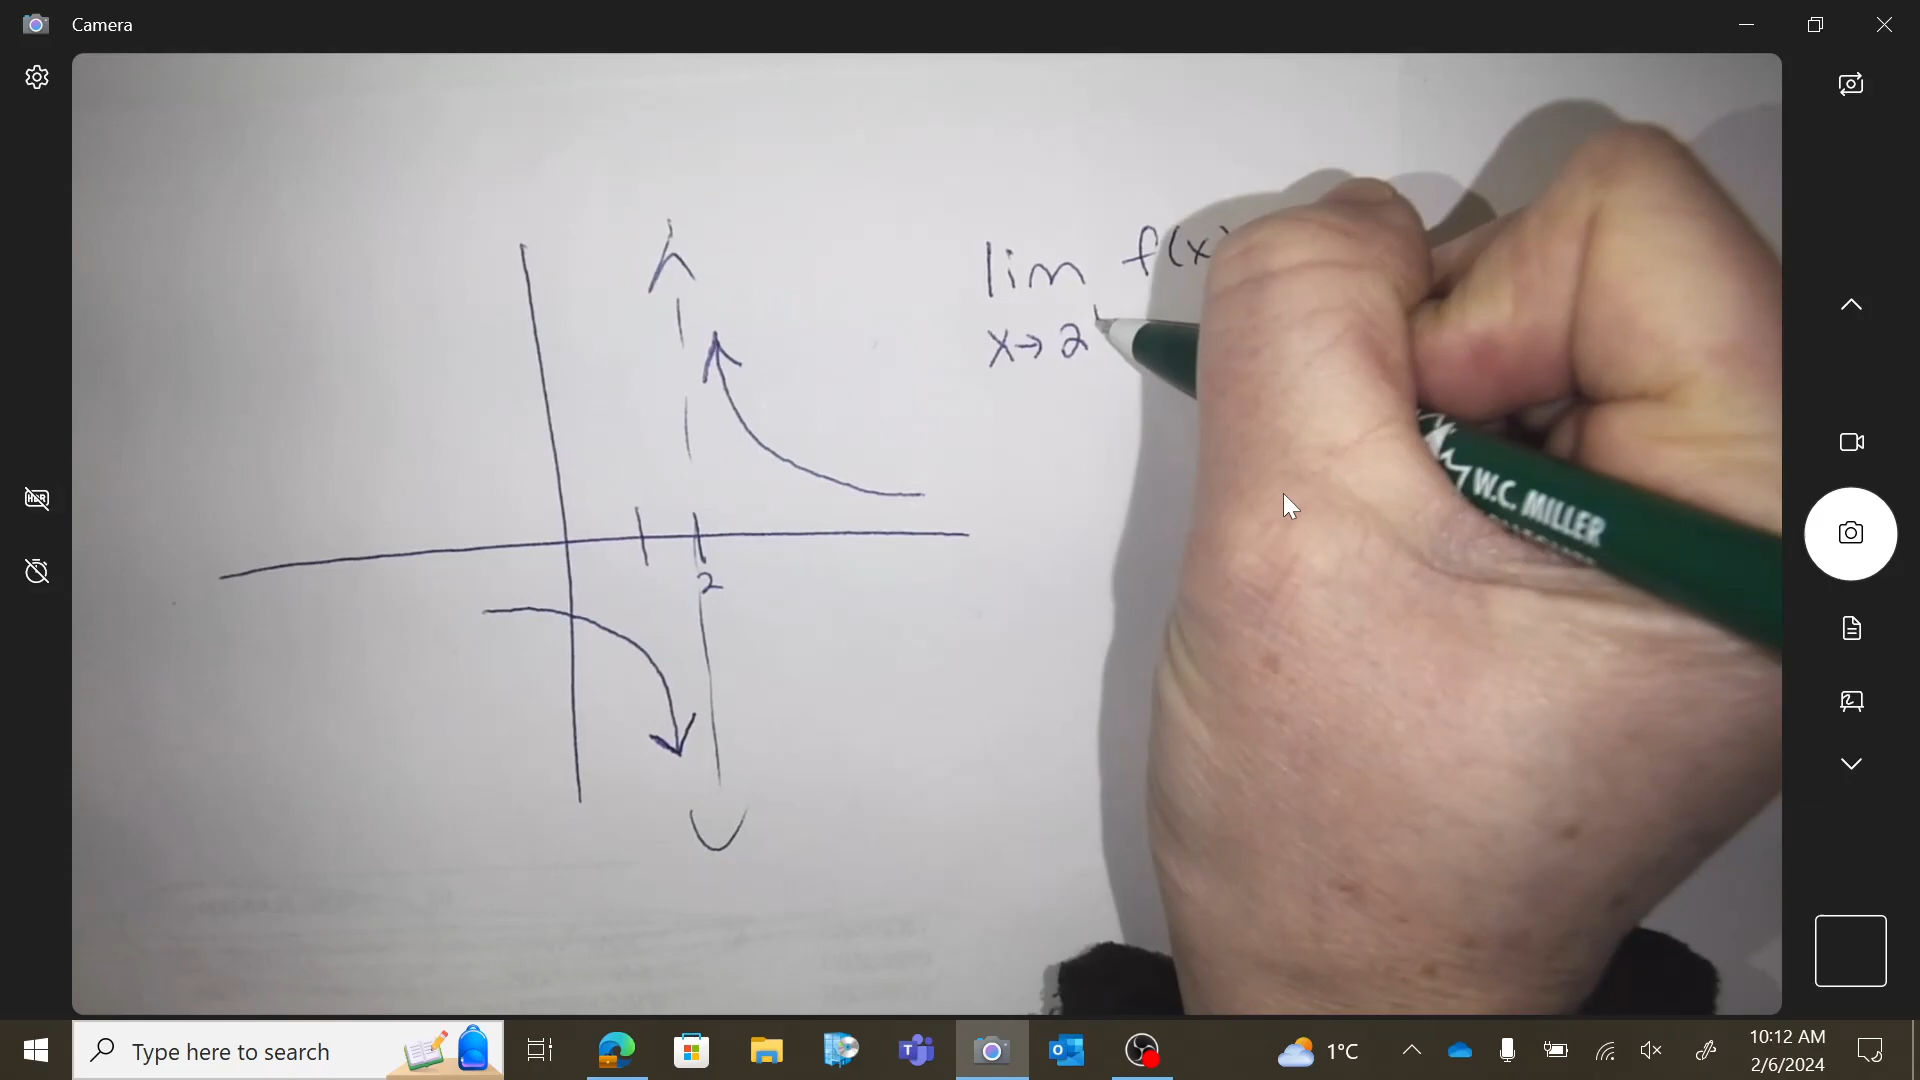 Camera
lim f(x)
x→2
2
W.C. MILLER
Type here to search
1°C
10:12 AM
2/6/2024